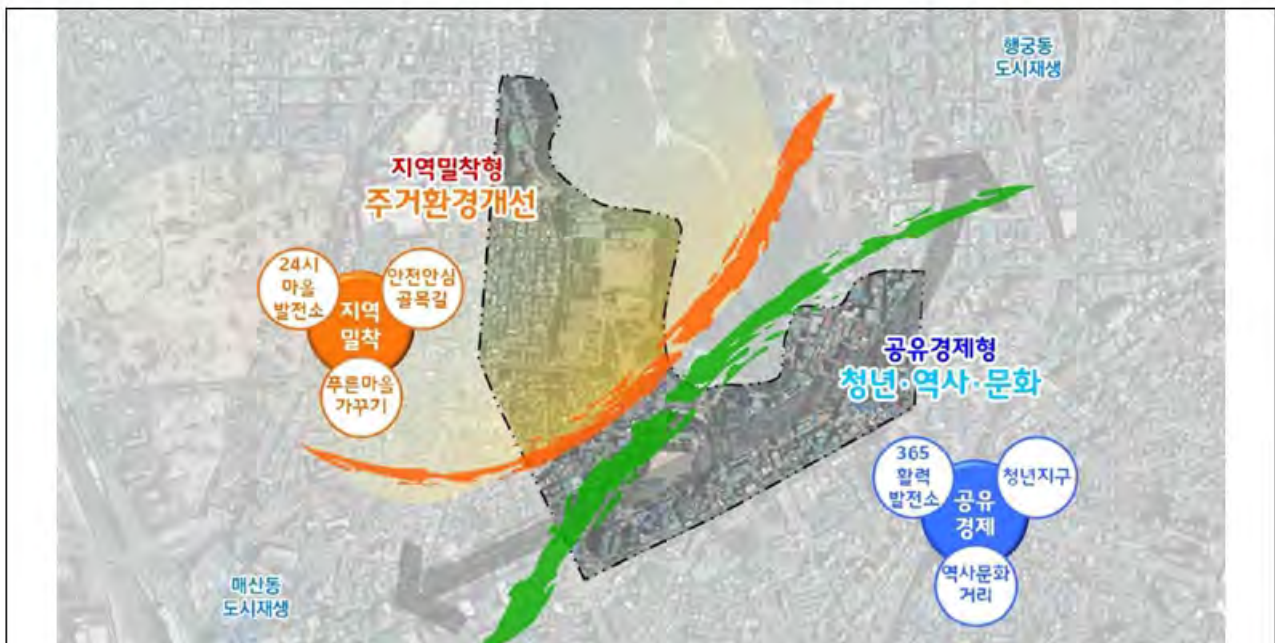 행궁동
도시재생
지역밀착형
주거환경개선
24시
마을
발전소
안전안심
골목길
지역
밀착
푸른마을
가꾸기
공유경제형
청년·역사·문화
365
활력
발전소
청년지구
공유
경제
역사문화
거리
매산동
도시재생